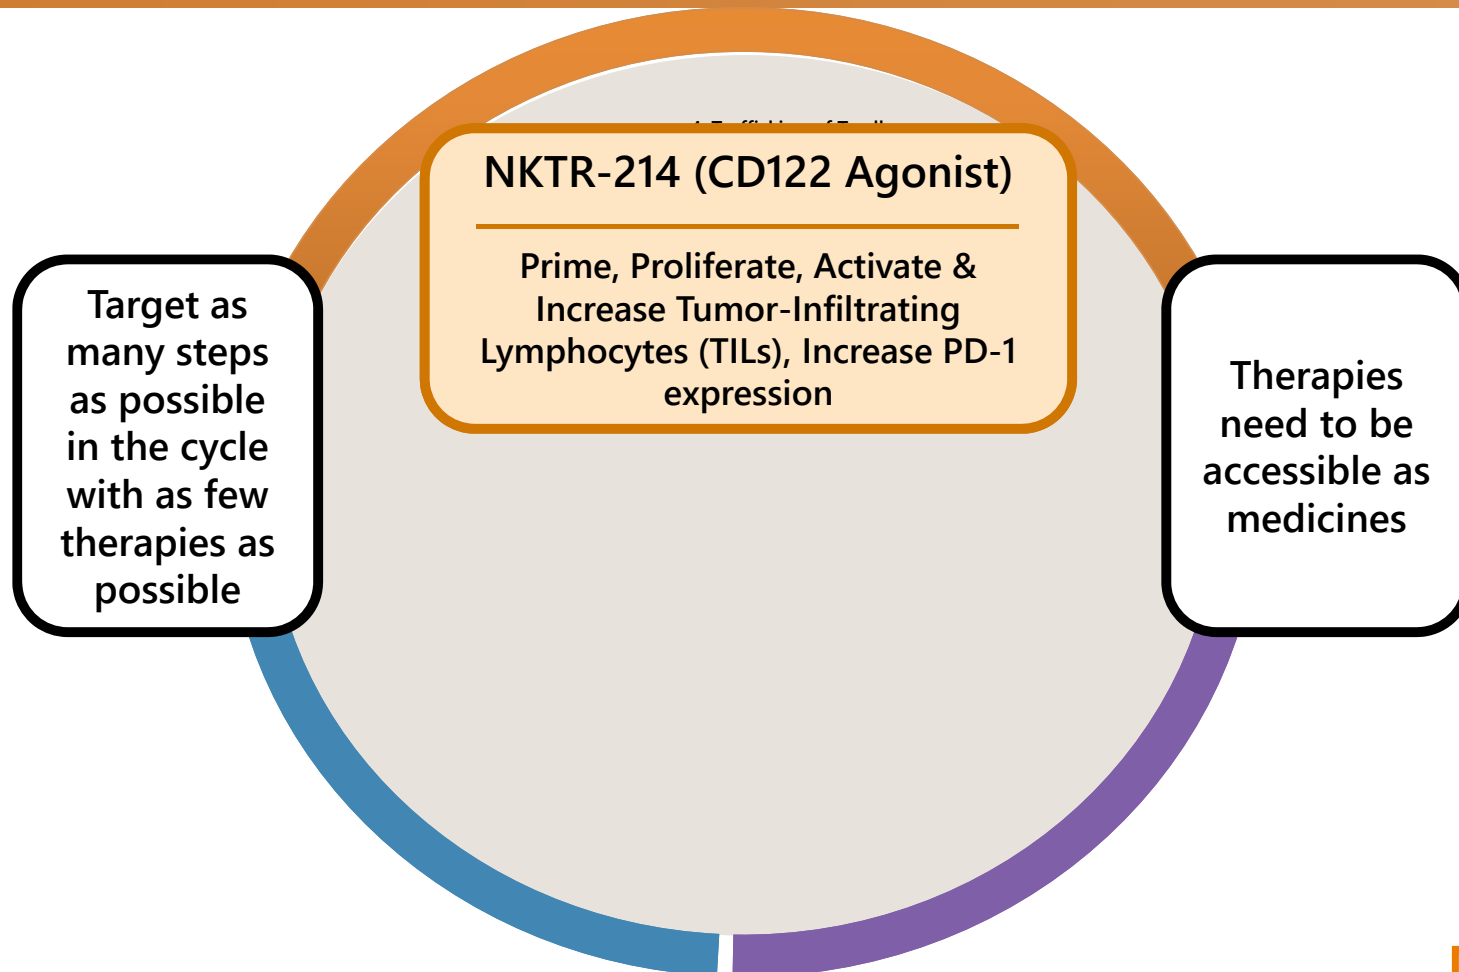 NKTR-214 (CD122 Agonist)
Prime, Proliferate, Activate &
Increase Tumor-Infiltrating
Lymphocytes (TILs), Increase PD-1
expression
Target as
many steps
as possible
in the cycle
with as few
therapies as
possible
Therapies
need to be
accessible as
medicines